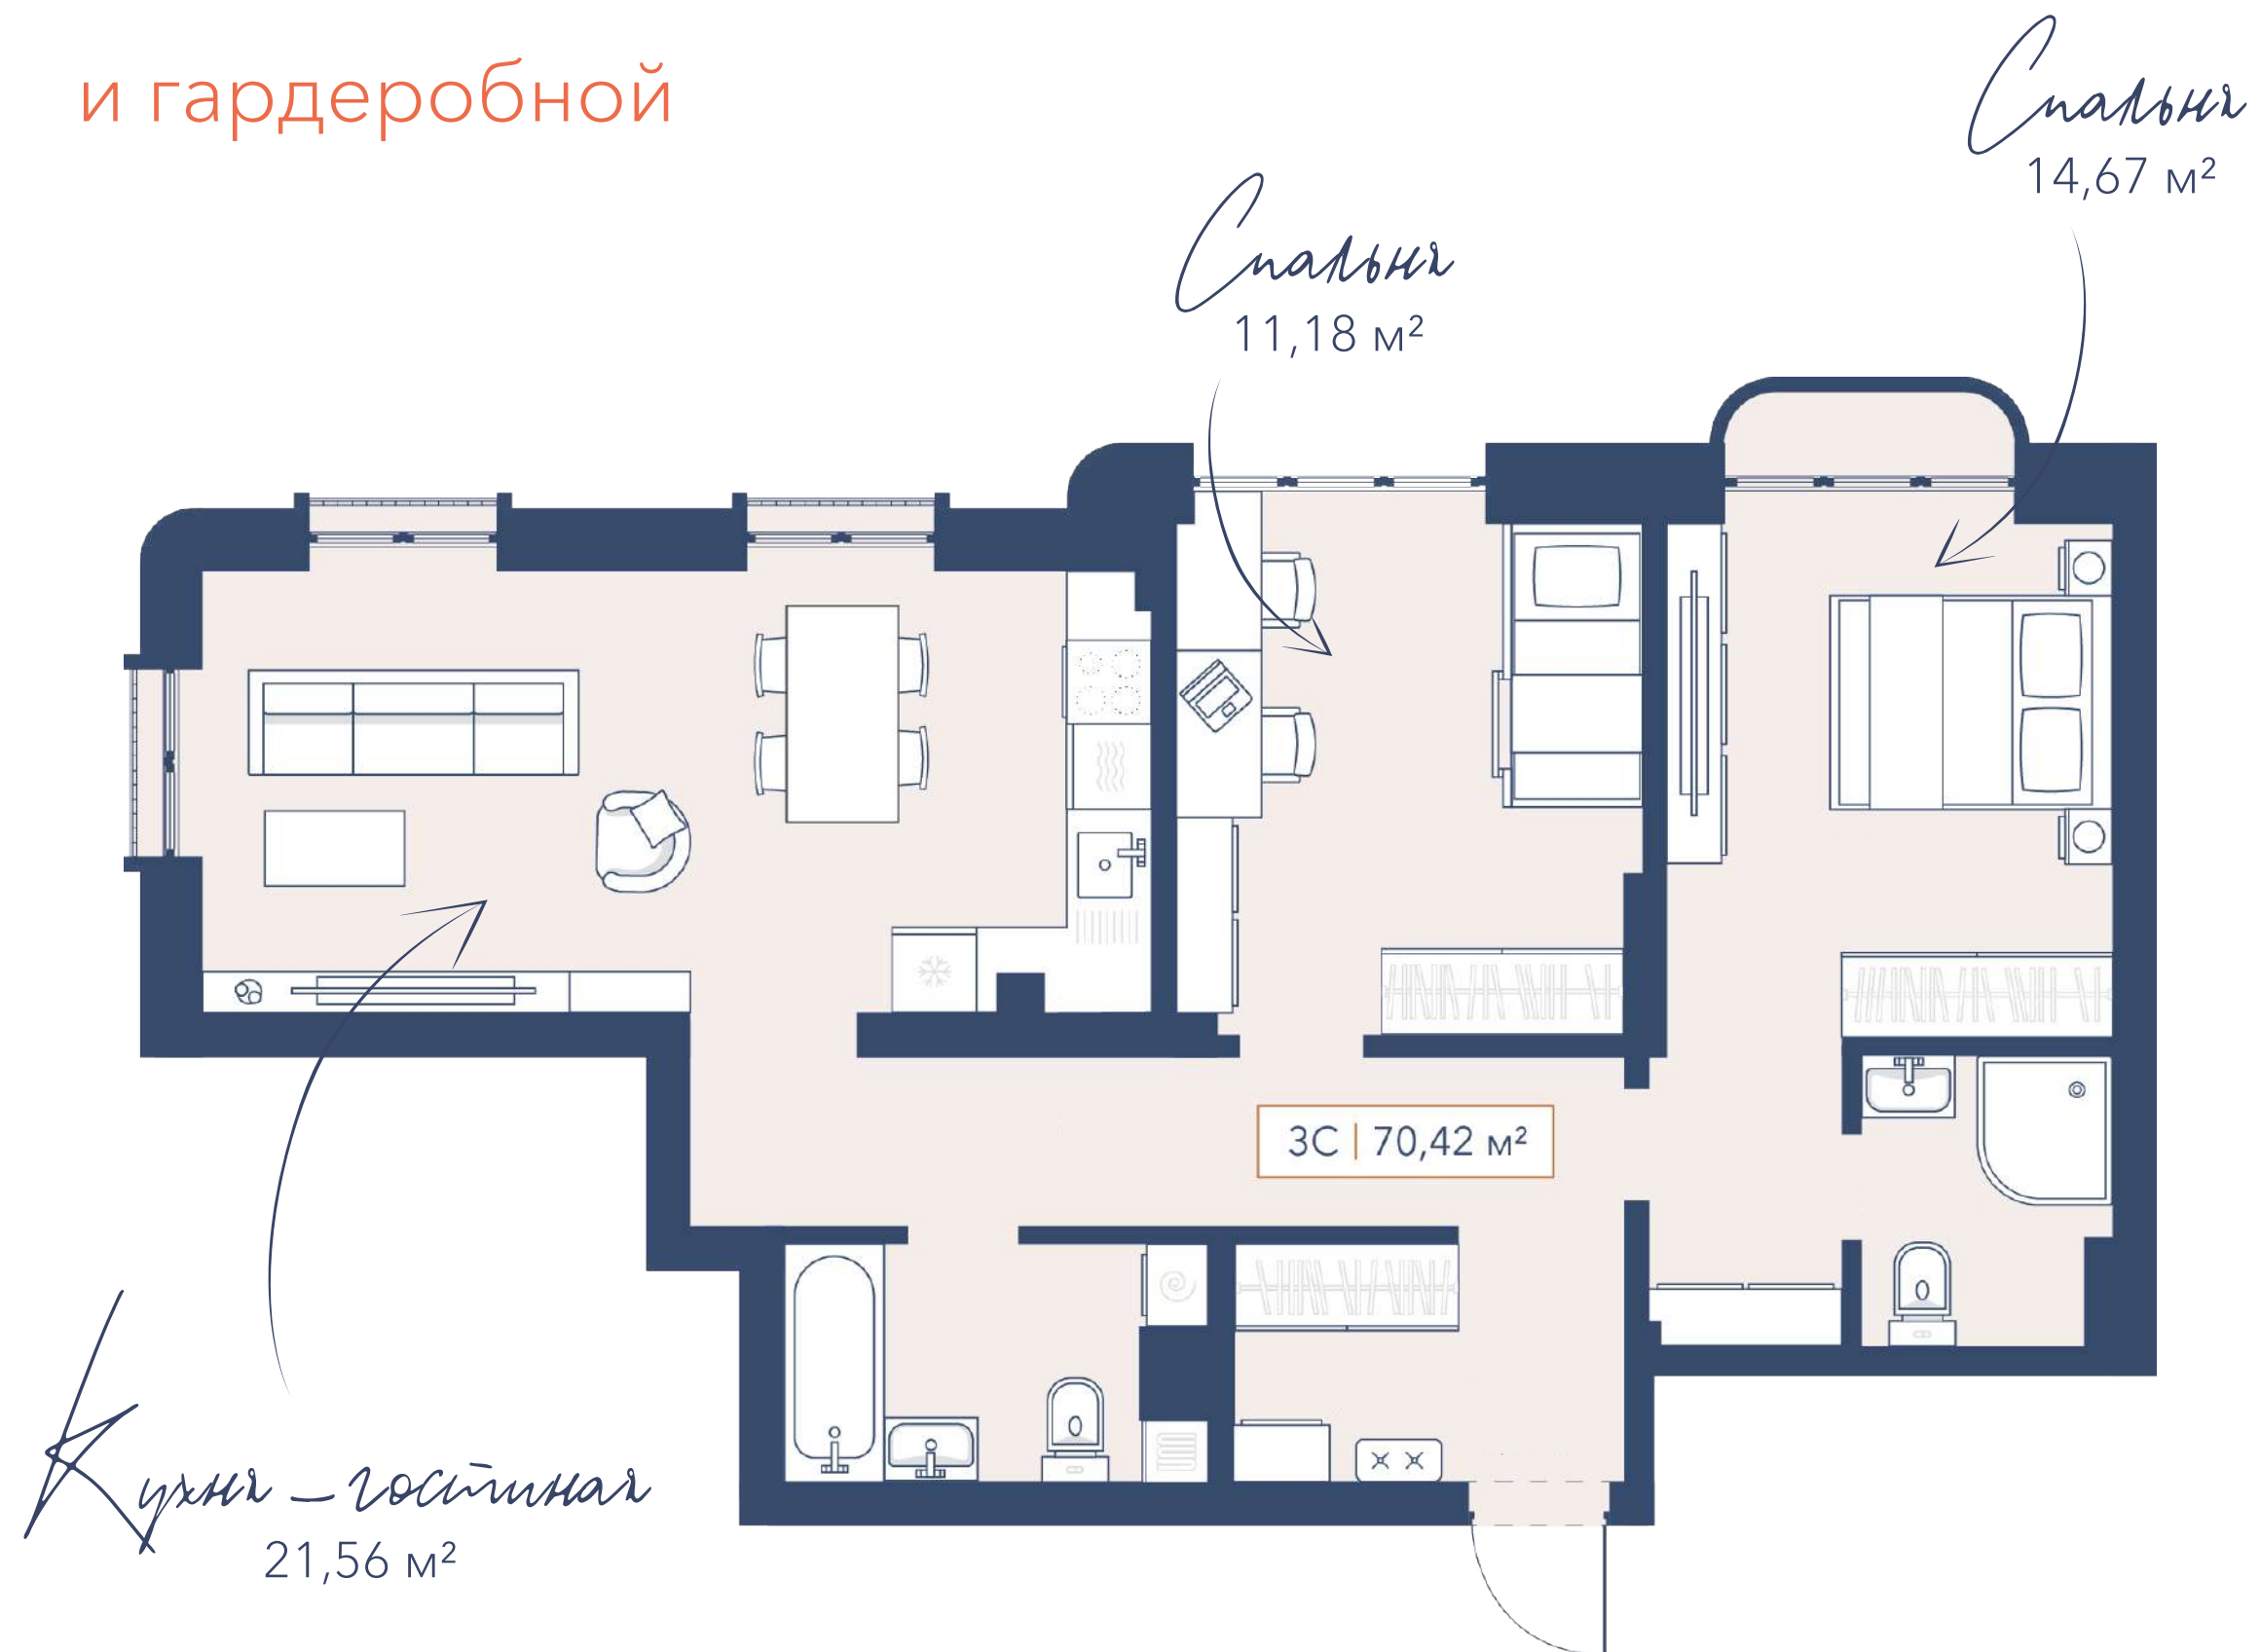 и гардеробной
Спальня
14,67 м²
Спальня
11,18 м²
3С | 70,42 м²
Кухня - гостиная
21,56 м²